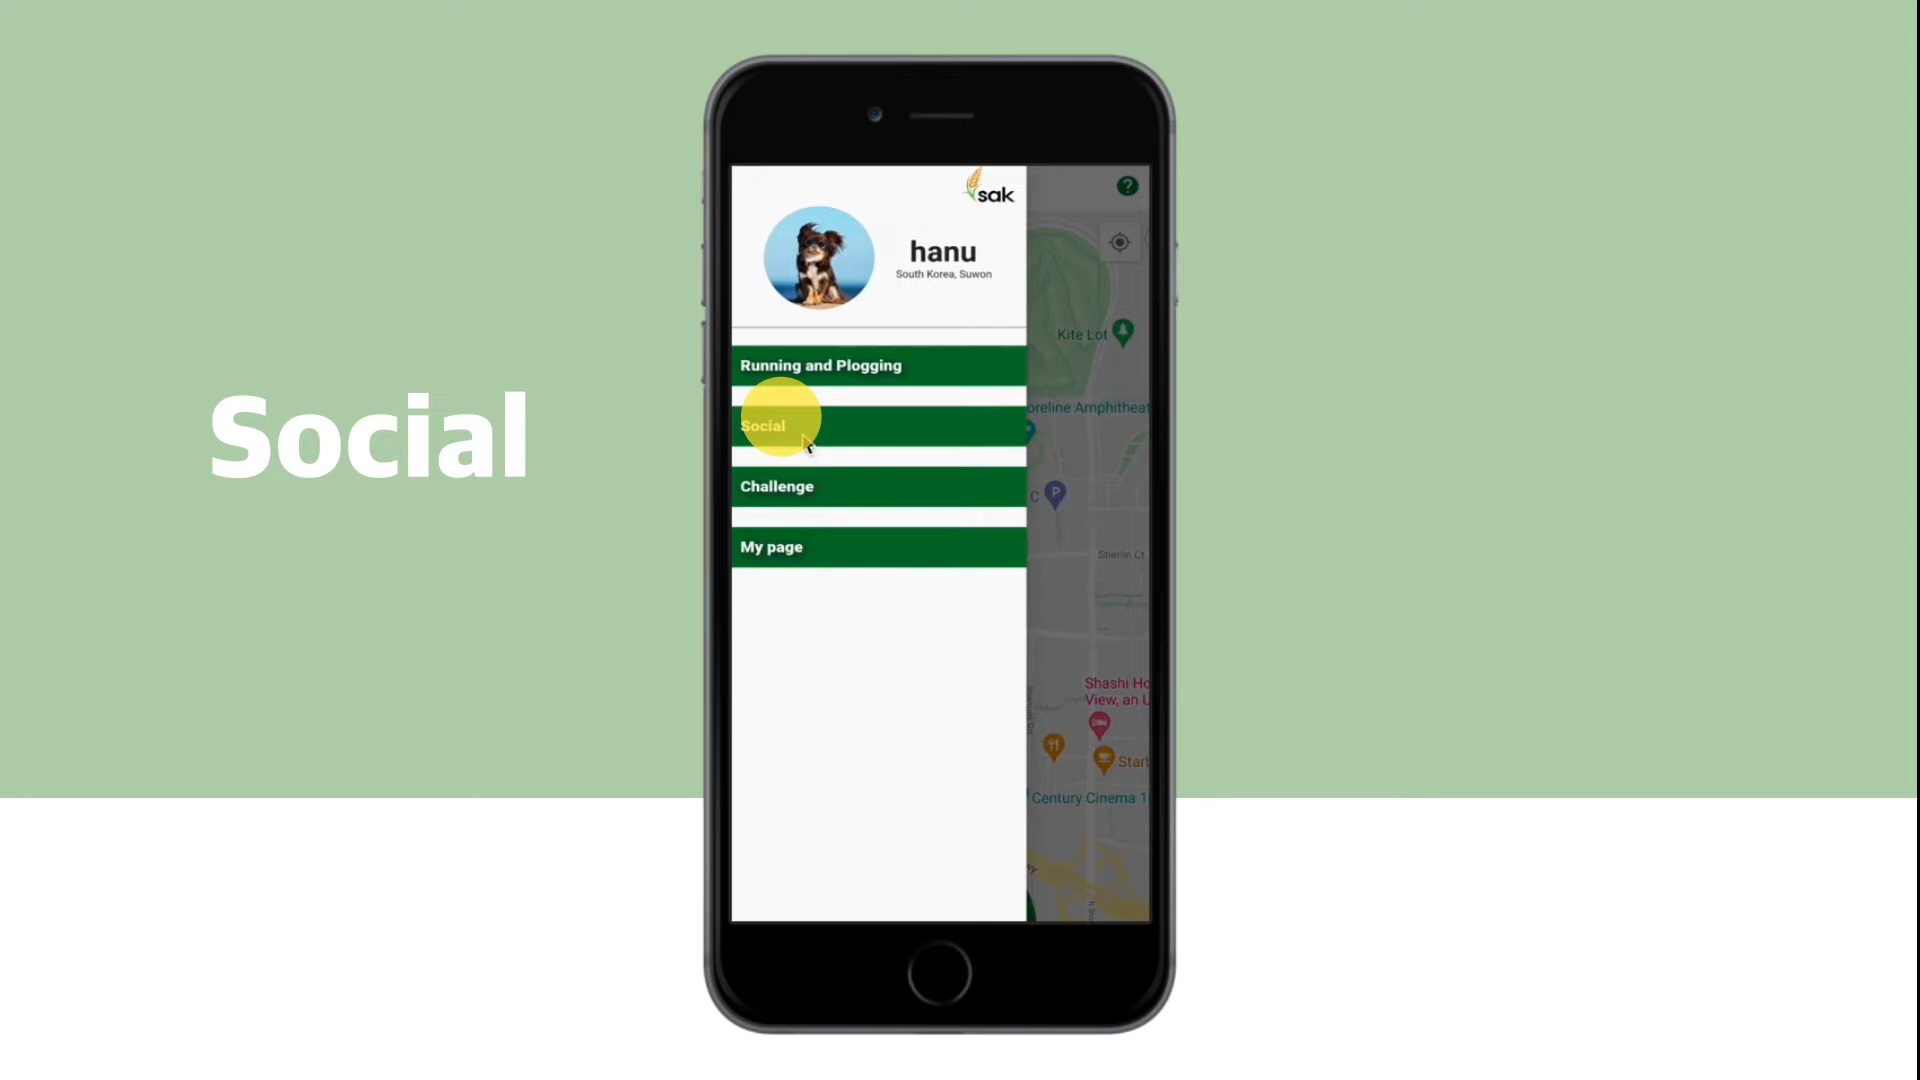 Social
sak
?
hanu
South Korea, Suwon
Running and Plogging
Social
Challenge
My page
Kite Lot
oreline Amphitheat
C
P
Stierlin Ct
Shashi Ho
View, an U
Starb
Century Cinema 1